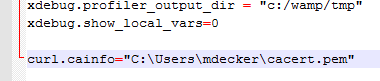 xdebug.profiler_output_dir = "c:/wamp/tmp"
xdebug.show_local_vars=0
curl.cainfo="C:\Users\mdecker\cacert.pem"